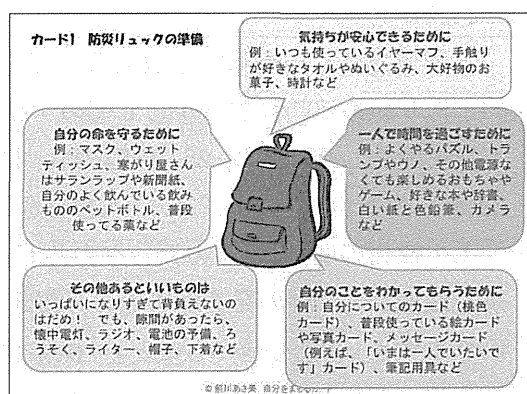 カード1 防災リュックの準備
気持ちが安心できるために
例：いつも使っているイヤーマフ、手触り
が好きなタオルやぬいぐるみ、大好物のお
菓子、時計など
自分の命を守るために
例：マスク、ウェット
ティッシュ、寒がり屋さん
はサランラップや新聞紙、
自分のよく飲んでいる飲み
もののペットボトル、普段
使ってる薬など
一人で時間を過ごすために
例：よくやるパズル、トラ
ンプやウノ、その他電源な
くても楽しめるおもちゃや
ゲーム、好きな本や辞書、
白い紙と色鉛筆、カメラ
など
その他あるといいものは
いっぱいになりすぎて背負えないの
はだめ！ でも、隙間があったら、
懐中電灯、ラジオ、電池の予備、ろ
うそく、ライター、帽子、下着など
自分のことをわかってもらうために
例：自分についてのカード（桃色
カード）、普段使っている絵カード
や写真カード、メッセージカード
（例えば、「いまは一人でいたいで
す」カード）、筆記用具など
© 前川あさ美 自分を